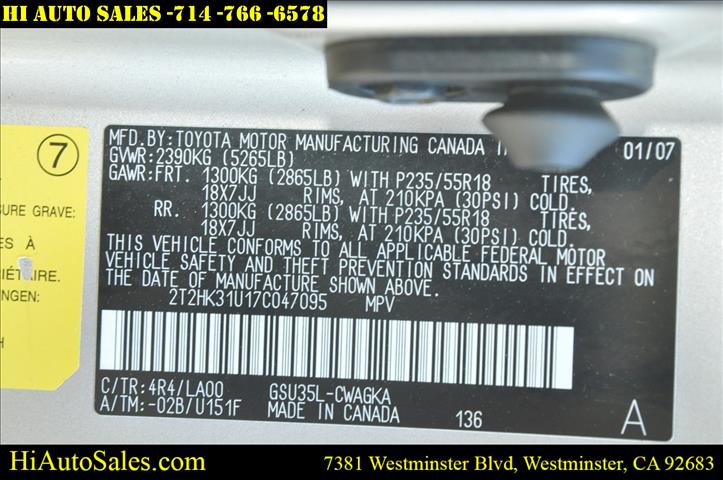 HI AUTO SALES -714 -766 -6578
MFD.BY:TOYOTA MOTOR MANUFACTURING CANADA 01/07
GVWR:2390KG (5265LB)
GAWR:FRT. 1300KG (2865LB) WITH P235/55R18 TIRES,
18X7JJ RIMS, AT 210KPA (30PSI) COLD.
RR. 1300KG (2865LB) WITH P235/55R18 TIRES,
18X7JJ RIMS, AT 210KPA (30PSI) COLD.
THIS VEHICLE CONFORMS TO ALL APPLICABLE FEDERAL MOTOR
VEHICLE SAFETY AND THEFT PREVENTION STANDARDS IN EFFECT ON
THE DATE OF MANUFACTURE SHOWN ABOVE.
2T2HK31U17C047095 MPV
C/TR:4R4/LA00 GSU35L-CWAGKA
A/TM:-02B/U151F MADE IN CANADA 136 A
7
SURE GRAVE:
ES À
RIÉTAIRE.
NGEN:
H
HiAutoSales.com 7381 Westminster Blvd, Westminster, CA 92683